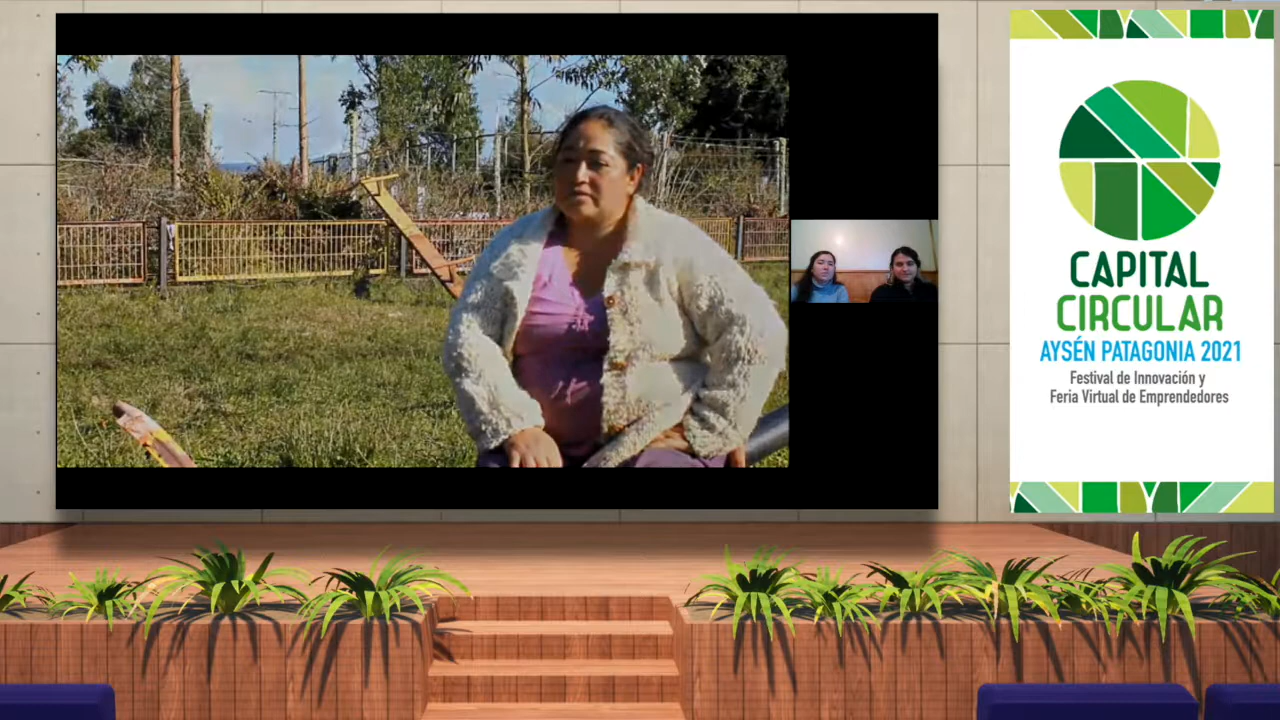 CAPITAL
CIRCULAR
AYSÉN PATAGONIA 2021
Festival de Innovación y
Feria Virtual de Emprendedores